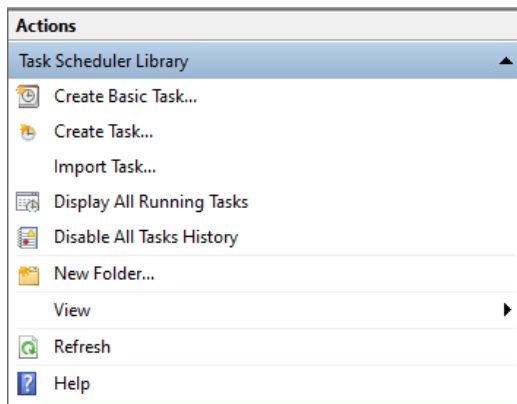 Actions
Task Scheduler Library
Create Basic Task...
Create Task...
Import Task...
Display All Running Tasks
Disable All Tasks History
New Folder...
View
Refresh
Help